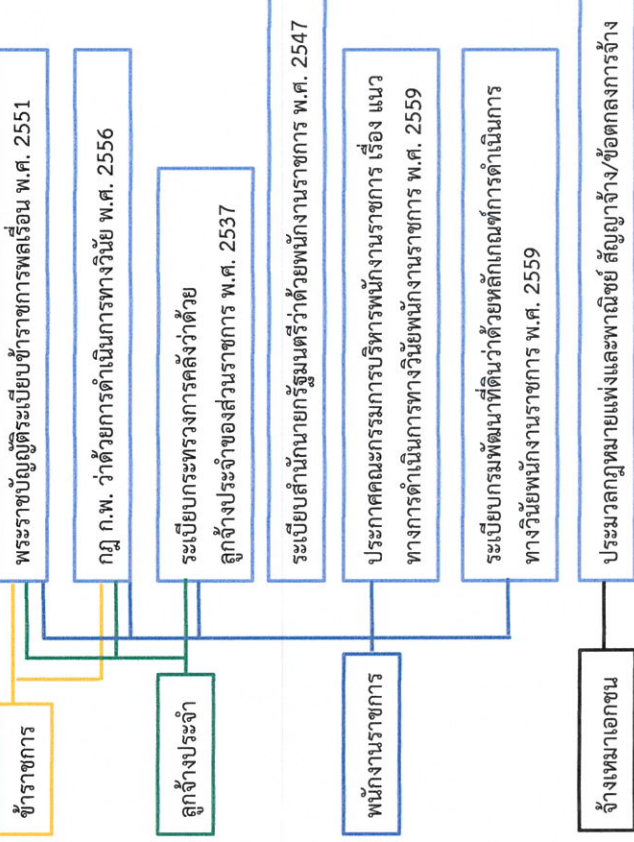 ข้าราชการ
พระราชบัญญัติระเบียบข้าราชการพลเรือน พ.ศ. 2551
กฎ ก.พ. ว่าด้วยการดำเนินการทางวินัย พ.ศ. 2556
ลูกจ้างประจำ
ระเบียบกระทรวงการคลังว่าด้วย
ลูกจ้างประจำของส่วนราชการ พ.ศ. 2537
ระเบียบสำนักนายกรัฐมนตรีว่าด้วยพนักงานราชการ พ.ศ. 2547
พนักงานราชการ
ประกาศคณะกรรมการบริหารพนักงานราชการ เรื่อง แนว
ทางการดำเนินการทางวินัยพนักงานราชการ พ.ศ. 2559
ระเบียบกรมพัฒนาที่ดินว่าด้วยหลักเกณฑ์การดำเนินการ
ทางวินัยพนักงานราชการ พ.ศ. 2559
จ้างเหมาเอกชน
ประมวลกฎหมายแพ่งและพาณิชย์ สัญญาจ้าง/ข้อตกลงการจ้าง